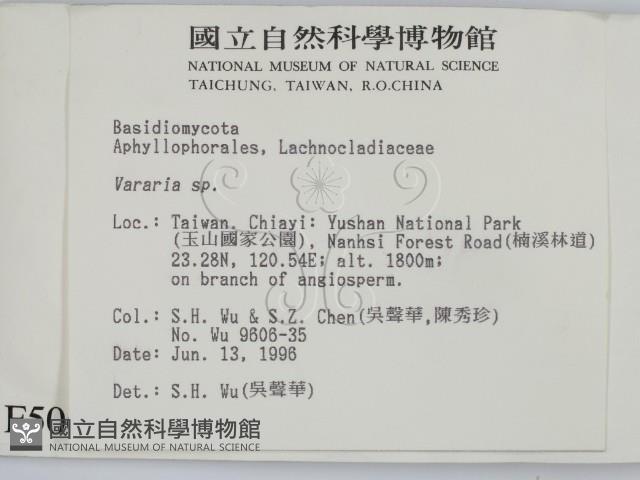 國立自然科學博物館
NATIONAL MUSEUM OF NATURAL SCIENCE
TAICHUNG, TAIWAN, R.O.CHINA
Basidiomycota
Aphyllophorales, Lachnocladiaceae
Vararia sp.
Loc.: Taiwan. Chiayi: Yushan National Park
(玉山國家公園), Nanhsi Forest Road(楠溪林道)
23.28N, 120.54E; alt. 1800m;
on branch of angiosperm.
Col.: S.H. Wu & S.Z. Chen(吳聲華,陳秀珍)
No. Wu 9606-35
Date: Jun. 13, 1996
Det.: S.H. Wu(吳聲華)
F50
國立自然科學博物館
NATIONAL MUSEUM OF NATURAL SCIENCE